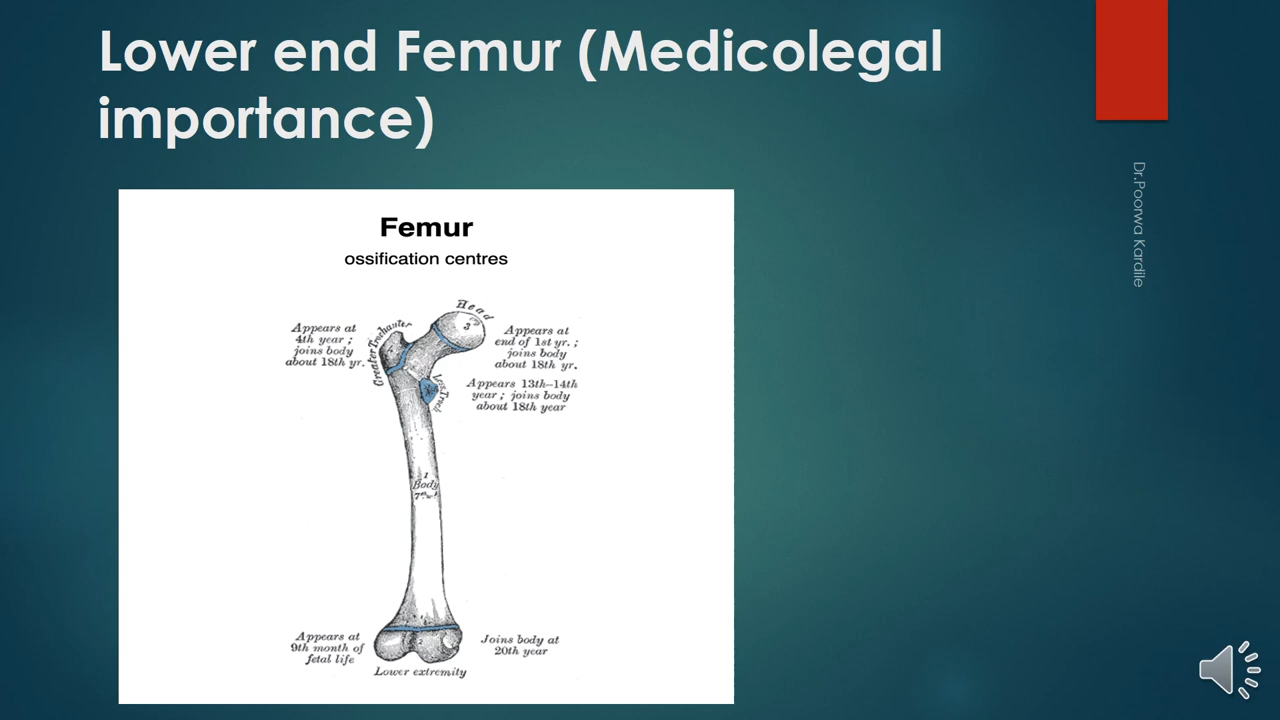 Lower end Femur (Medicolegal
importance)
Dr.Poorwa Kardile
Femur
ossification centres
Head
3
Appears at
4th year ;
joins body
about 18th yr.
Greater Trochanter
Appears at
end of 1st yr. ;
joins body
about 18th yr.
Appears 13th–14th
year ; joins body
about 18th year
1
Body
Appears at
9th month of
fetal life
2
Joins body at
20th year
Lower extremity